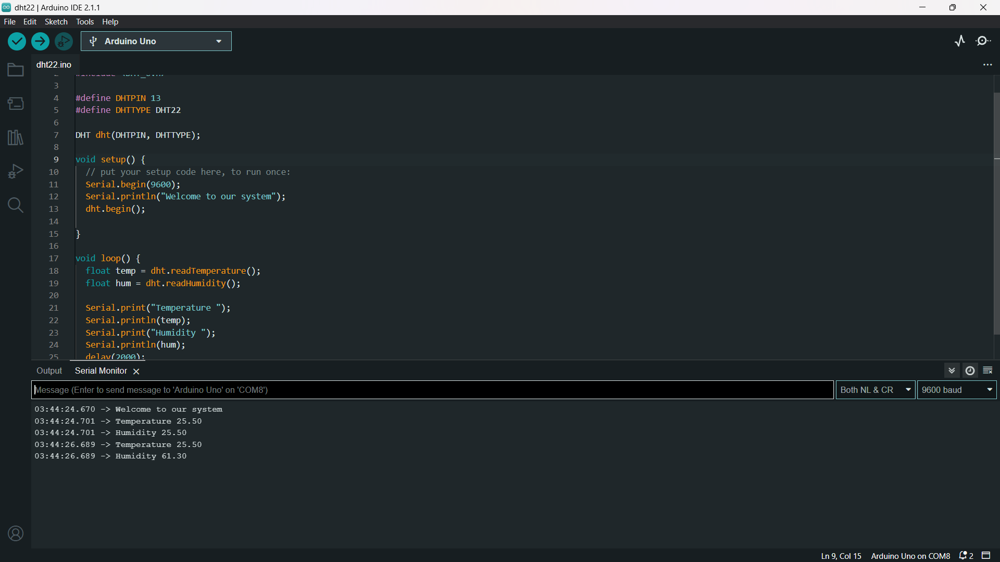 dht22 | Arduino IDE 2.1.1
File Edit Sketch Tools Help
Arduino Uno
dht22.ino
2
3
4 #define DHTPIN 13
5 #define DHTTYPE DHT22
6
7 DHT dht(DHTPIN, DHTTYPE);
8
9 void setup() {
10 // put your setup code here, to run once:
11 Serial.begin(9600);
12 Serial.println("Welcome to our system");
13 dht.begin();
14
15 }
16
17 void loop() {
18 float temp = dht.readTemperature();
19 float hum = dht.readHumidity();
20
21 Serial.print("Temperature ");
22 Serial.println(temp);
23 Serial.print("Humidity ");
24 Serial.println(hum);
25 delay(2000);
Output Serial Monitor
Message (Enter to send message to 'Arduino Uno' on 'COM8') Both NL & CR 9600 baud
03:44:24.670 -> Welcome to our system
03:44:24.701 -> Temperature 25.50
03:44:24.701 -> Humidity 25.50
03:44:26.689 -> Temperature 25.50
03:44:26.689 -> Humidity 61.30
Ln 9, Col 15 Arduino Uno on COM8 2